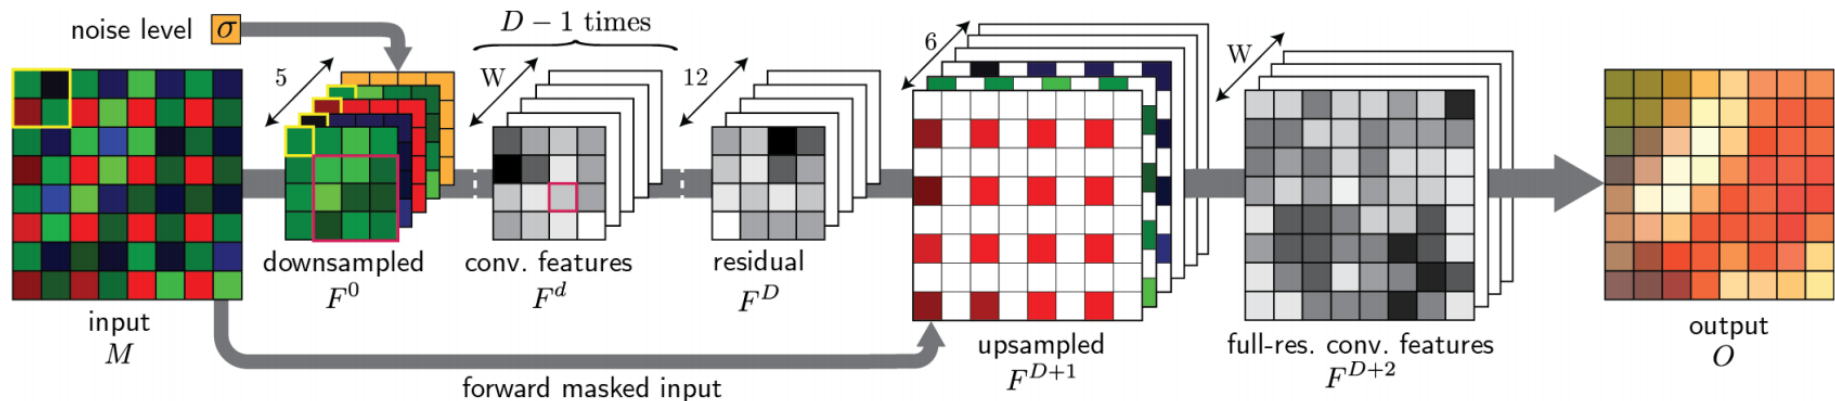 noise level σ
D − 1 times
5
W
12
6
W
downsampled
F^0
conv. features
F^d
residual
F^D
input
M
upsampled
F^{D+1}
full-res. conv. features
F^{D+2}
output
O
forward masked input